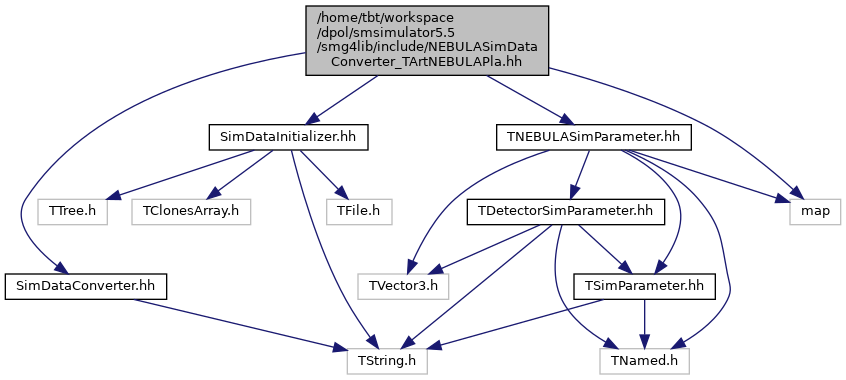 /home/tbt/workspace
/dpol/smsimulator5.5
/smg4lib/include/NEBULASimData
Converter_TArtNEBULAPla.hh
SimDataInitializer.hh
TNEBULASimParameter.hh
TTree.h
TClonesArray.h
TFile.h
TDetectorSimParameter.hh
map
SimDataConverter.hh
TVector3.h
TSimParameter.hh
TString.h
TNamed.h